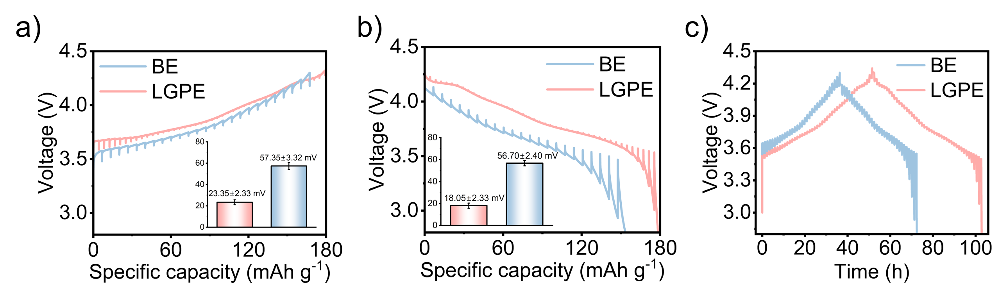 a)
4.5
4.0
3.5
3.0
Voltage (V)
BE
LGPE
80
60
40
20
0
23.35±2.33 mV
57.35±3.32 mV
0
60
120
180
Specific capacity (mAh g⁻¹)
b)
4.5
4.0
3.5
3.0
Voltage (V)
BE
LGPE
80
60
40
20
0
18.05±2.33 mV
56.70±2.40 mV
0
60
120
180
Specific capacity (mAh g⁻¹)
c)
4.5
4.2
3.9
3.6
3.3
3.0
Voltage (V)
BE
LGPE
0
20
40
60
80
100
Time (h)